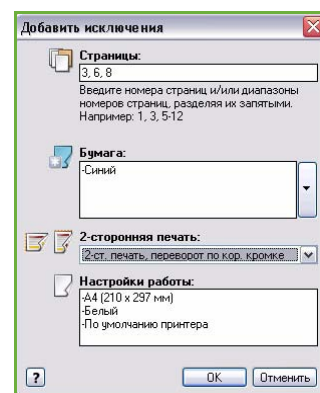 Добавить исключения
Страницы:
3, 6, 8
Введите номера страниц и/или диапазоны
номеров страниц, разделяя их запятыми.
Например: 1, 3, 5-12
Бумага:
-Синий
2-сторонняя печать:
2-ст. печать, переворот по кор. кромке
Настройки работы:
-A4 (210 x 297 мм)
-Белый
-По умолчанию принтера
? OK Отменить